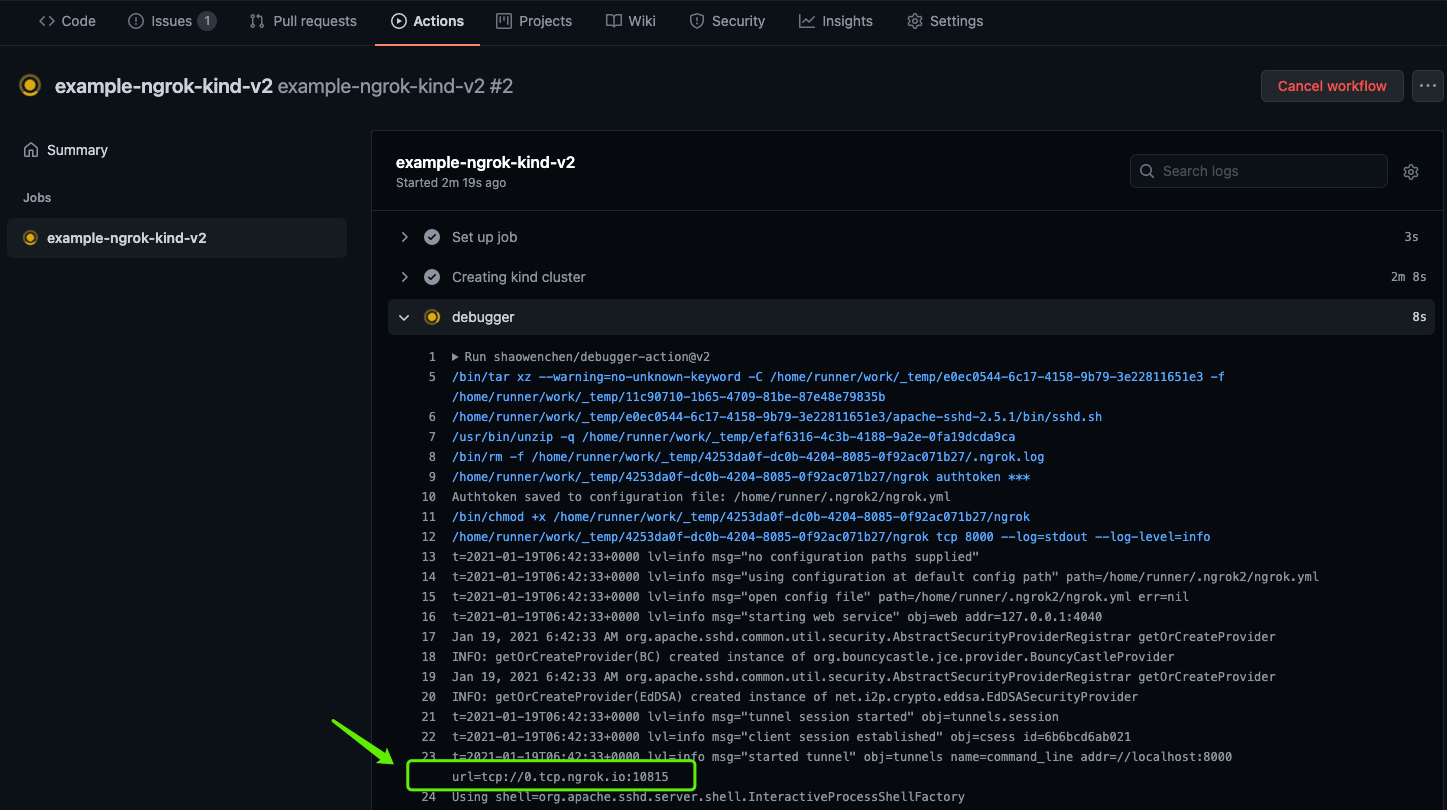 Code Issues 1 Pull requests Actions Projects Wiki Security Insights Settings
example-ngrok-kind-v2 example-ngrok-kind-v2 #2
Cancel workflow
Summary
Jobs
example-ngrok-kind-v2
example-ngrok-kind-v2
Started 2m 19s ago
Search logs
Set up job 3s
Creating kind cluster 2m 8s
debugger 8s
1 Run shaowenchen/debugger-action@v2
5 /bin/tar xz --warning=no-unknown-keyword -C /home/runner/work/_temp/e0ec0544-6c17-4158-9b79-3e22811651e3 -f
/home/runner/work/_temp/11c90710-1b65-4709-81be-87e48e79835b
6 /home/runner/work/_temp/e0ec0544-6c17-4158-9b79-3e22811651e3/apache-sshd-2.5.1/bin/sshd.sh
7 /usr/bin/unzip -q /home/runner/work/_temp/efaf6316-4c3b-4188-9a2e-0fa19dcda9ca
8 /bin/rm -f /home/runner/work/_temp/4253da0f-dc0b-4204-8085-0f92ac071b27/.ngrok.log
9 /home/runner/work/_temp/4253da0f-dc0b-4204-8085-0f92ac071b27/ngrok authtoken ***
10 Authtoken saved to configuration file: /home/runner/.ngrok2/ngrok.yml
11 /bin/chmod +x /home/runner/work/_temp/4253da0f-dc0b-4204-8085-0f92ac071b27/ngrok
12 /home/runner/work/_temp/4253da0f-dc0b-4204-8085-0f92ac071b27/ngrok tcp 8000 --log=stdout --log-level=info
13 t=2021-01-19T06:42:33+0000 lvl=info msg="no configuration paths supplied"
14 t=2021-01-19T06:42:33+0000 lvl=info msg="using configuration at default config path" path=/home/runner/.ngrok2/ngrok.yml
15 t=2021-01-19T06:42:33+0000 lvl=info msg="open config file" path=/home/runner/.ngrok2/ngrok.yml err=nil
16 t=2021-01-19T06:42:33+0000 lvl=info msg="starting web service" obj=web addr=127.0.0.1:4040
17 Jan 19, 2021 6:42:33 AM org.apache.sshd.common.util.security.AbstractSecurityProviderRegistrar getOrCreateProvider
18 INFO: getOrCreateProvider(BC) created instance of org.bouncycastle.jce.provider.BouncyCastleProvider
19 Jan 19, 2021 6:42:33 AM org.apache.sshd.common.util.security.AbstractSecurityProviderRegistrar getOrCreateProvider
20 INFO: getOrCreateProvider(EdDSA) created instance of net.i2p.crypto.eddsa.EdDSASecurityProvider
21 t=2021-01-19T06:42:33+0000 lvl=info msg="tunnel session started" obj=tunnels.session
22 t=2021-01-19T06:42:33+0000 lvl=info msg="client session established" obj=csess id=6b6bcd6ab021
23 t=2021-01-19T06:42:33+0000 lvl=info msg="started tunnel" obj=tunnels name=command_line addr=//localhost:8000
url=tcp://0.tcp.ngrok.io:10815
24 Using shell=org.apache.sshd.server.shell.InteractiveProcessShellFactory